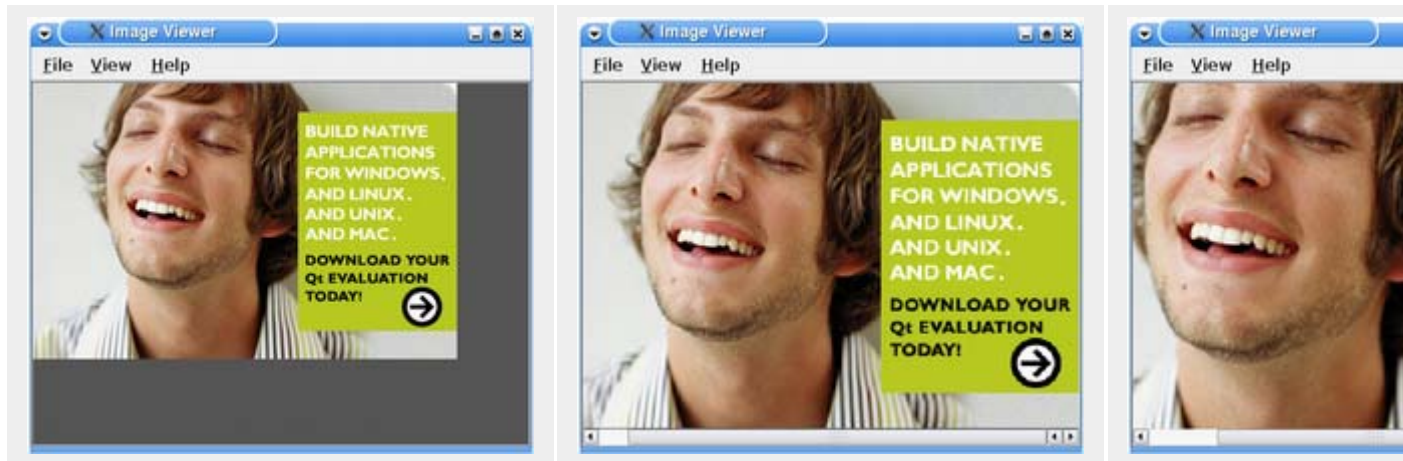 Image Viewer
File View Help
BUILD NATIVE
APPLICATIONS
FOR WINDOWS,
AND LINUX.
AND UNIX.
AND MAC.
DOWNLOAD YOUR
Qt EVALUATION
TODAY!
Image Viewer
File View Help
BUILD NATIVE
APPLICATIONS
FOR WINDOWS,
AND LINUX.
AND UNIX.
AND MAC.
DOWNLOAD YOUR
Qt EVALUATION
TODAY!
Image Viewer
File View Help